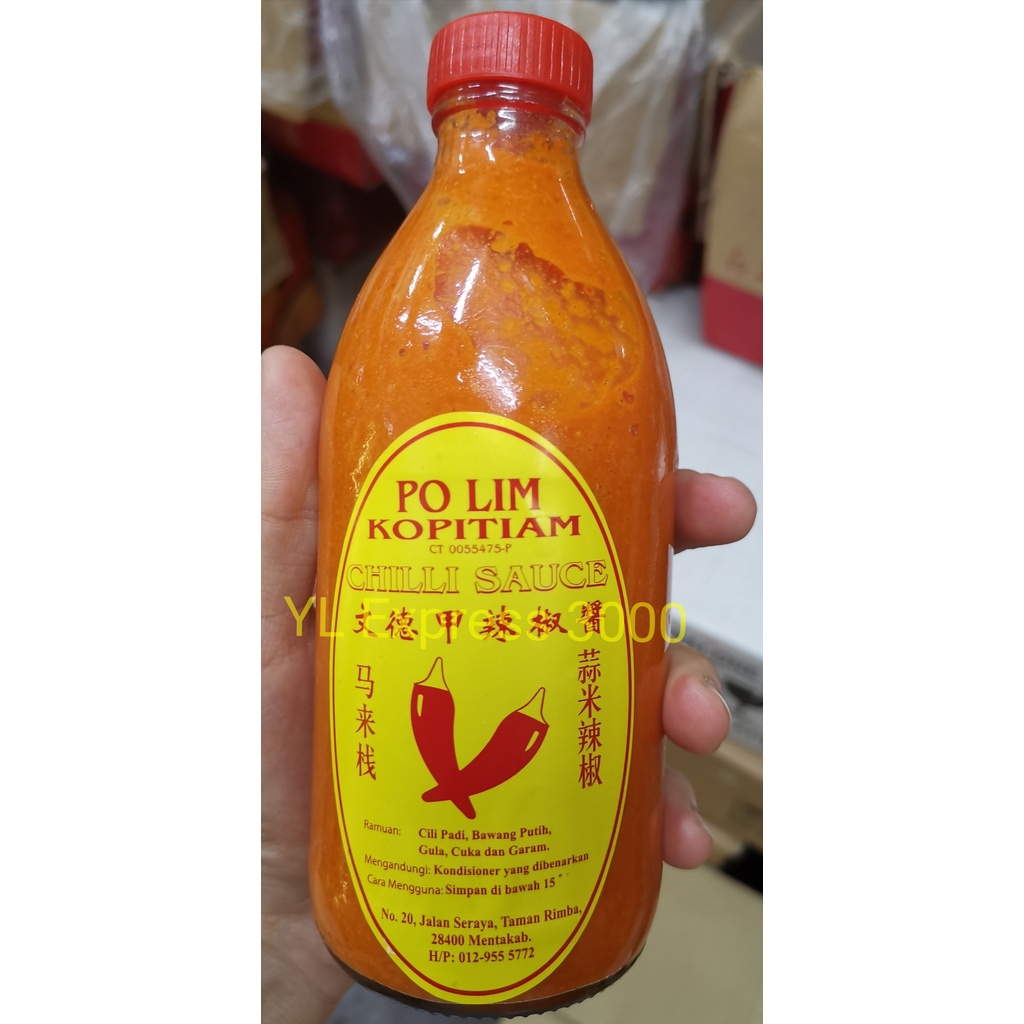 PO LIM
KOPITIAM
CT 0055475-P
CHILLI SAUCE
YL Express 3000
文德甲辣椒醬
马来栈
蒜米辣椒
Ramuan: Cili Padi, Bawang Putih,
Gula, Cuka dan Garam.
Mengandungi: Kondisioner yang dibenarkan
Cara Mengguna: Simpan di bawah 15°
No. 20, Jalan Seraya, Taman Rimba,
28400 Mentakab.
H/P: 012-955 5772